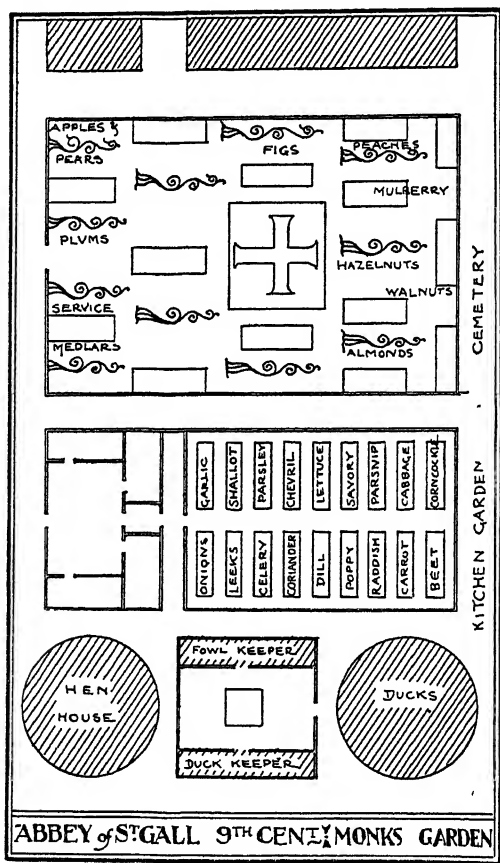 APPLES &
PEARS
FIGS
PEACHES
MULBERRY
PLUMS
HAZELNUTS
WALNUTS
SERVICE
MEDLARS
ALMONDS
CEMETERY
GARLIC
SHALLOT
PARSLEY
CHEVRIL
LETTUCE
SAVORY
PARSNIP
CABBAGE
CORNCOCKLE
ONIONS
LEEKS
CELERY
CORIANDER
DILL
POPPY
RADDISH
CARROT
BEET
KITCHEN GARDEN
HEN
HOUSE
FOWL KEEPER
DUCK KEEPER
DUCKS
ABBEY of ST GALL 9TH CENTY MONKS GARDEN